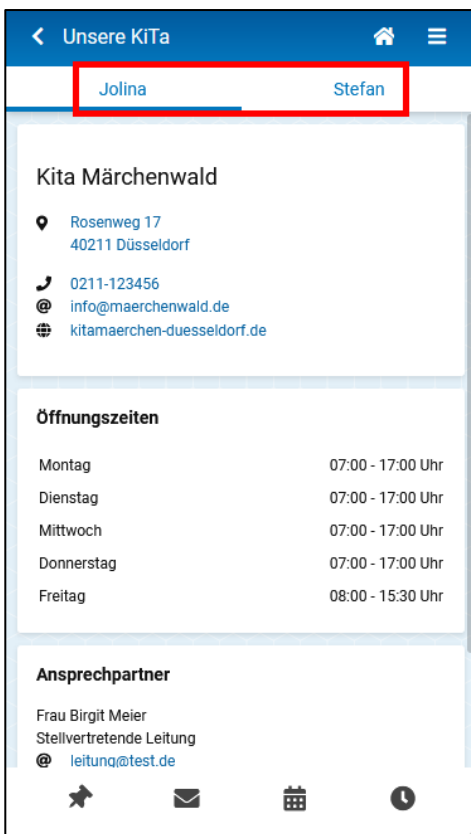 Unsere KiTa
Jolina Stefan
Kita Märchenwald
Rosenweg 17
40211 Düsseldorf
0211-123456
@ info@maerchenwald.de
kitamaerchen-duesseldorf.de
Öffnungszeiten
Montag 07:00 - 17:00 Uhr
Dienstag 07:00 - 17:00 Uhr
Mittwoch 07:00 - 17:00 Uhr
Donnerstag 07:00 - 17:00 Uhr
Freitag 08:00 - 15:30 Uhr
Ansprechpartner
Frau Birgit Meier
Stellvertretende Leitung
@ leitung@test.de